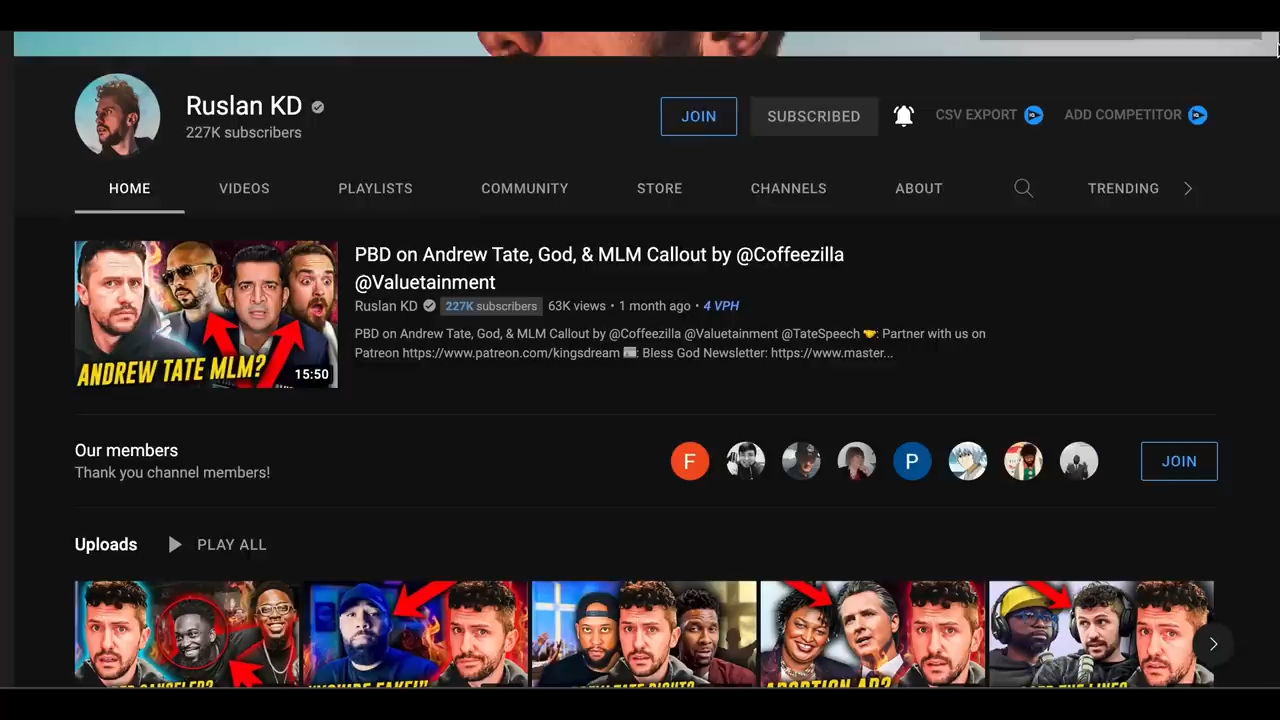 Ruslan KD
227K subscribers
JOIN
SUBSCRIBED
CSV EXPORT
ADD COMPETITOR
HOME
VIDEOS
PLAYLISTS
COMMUNITY
STORE
CHANNELS
ABOUT
TRENDING
ANDREW TATE MLM?
15:50
PBD on Andrew Tate, God, & MLM Callout by @Coffeezilla
@Valuetainment
Ruslan KD 227K subscribers 63K views • 1 month ago • 4 VPH
PBD on Andrew Tate, God, & MLM Callout by @Coffeezilla @Valuetainment @TateSpeech 🤝: Partner with us on
Patreon https://www.patreon.com/kingsdream 📰: Bless God Newsletter: https://www.master...
Our members
Thank you channel members!
F
P
JOIN
Uploads
PLAY ALL
ABORTION AD?